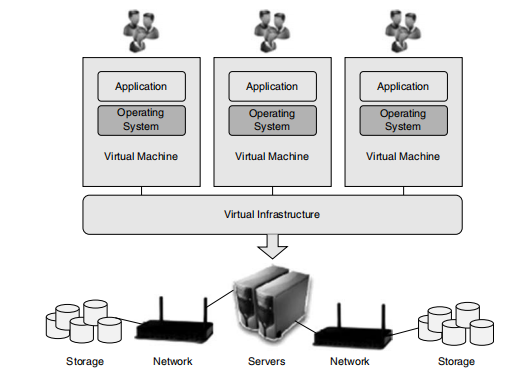 Application
Operating
System
Virtual Machine
Application
Operating
System
Virtual Machine
Application
Operating
System
Virtual Machine
Virtual Infrastructure
Storage
Network
Servers
Network
Storage